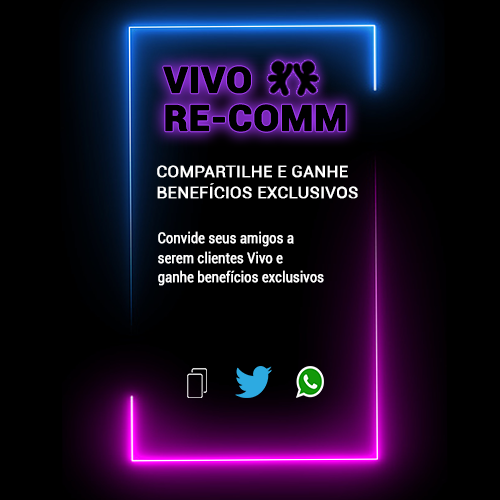 VIVO
RE-COMM
COMPARTILHE E GANHE
BENEFÍCIOS EXCLUSIVOS
Convide seus amigos a
serem clientes Vivo e
ganhe benefícios exclusivos